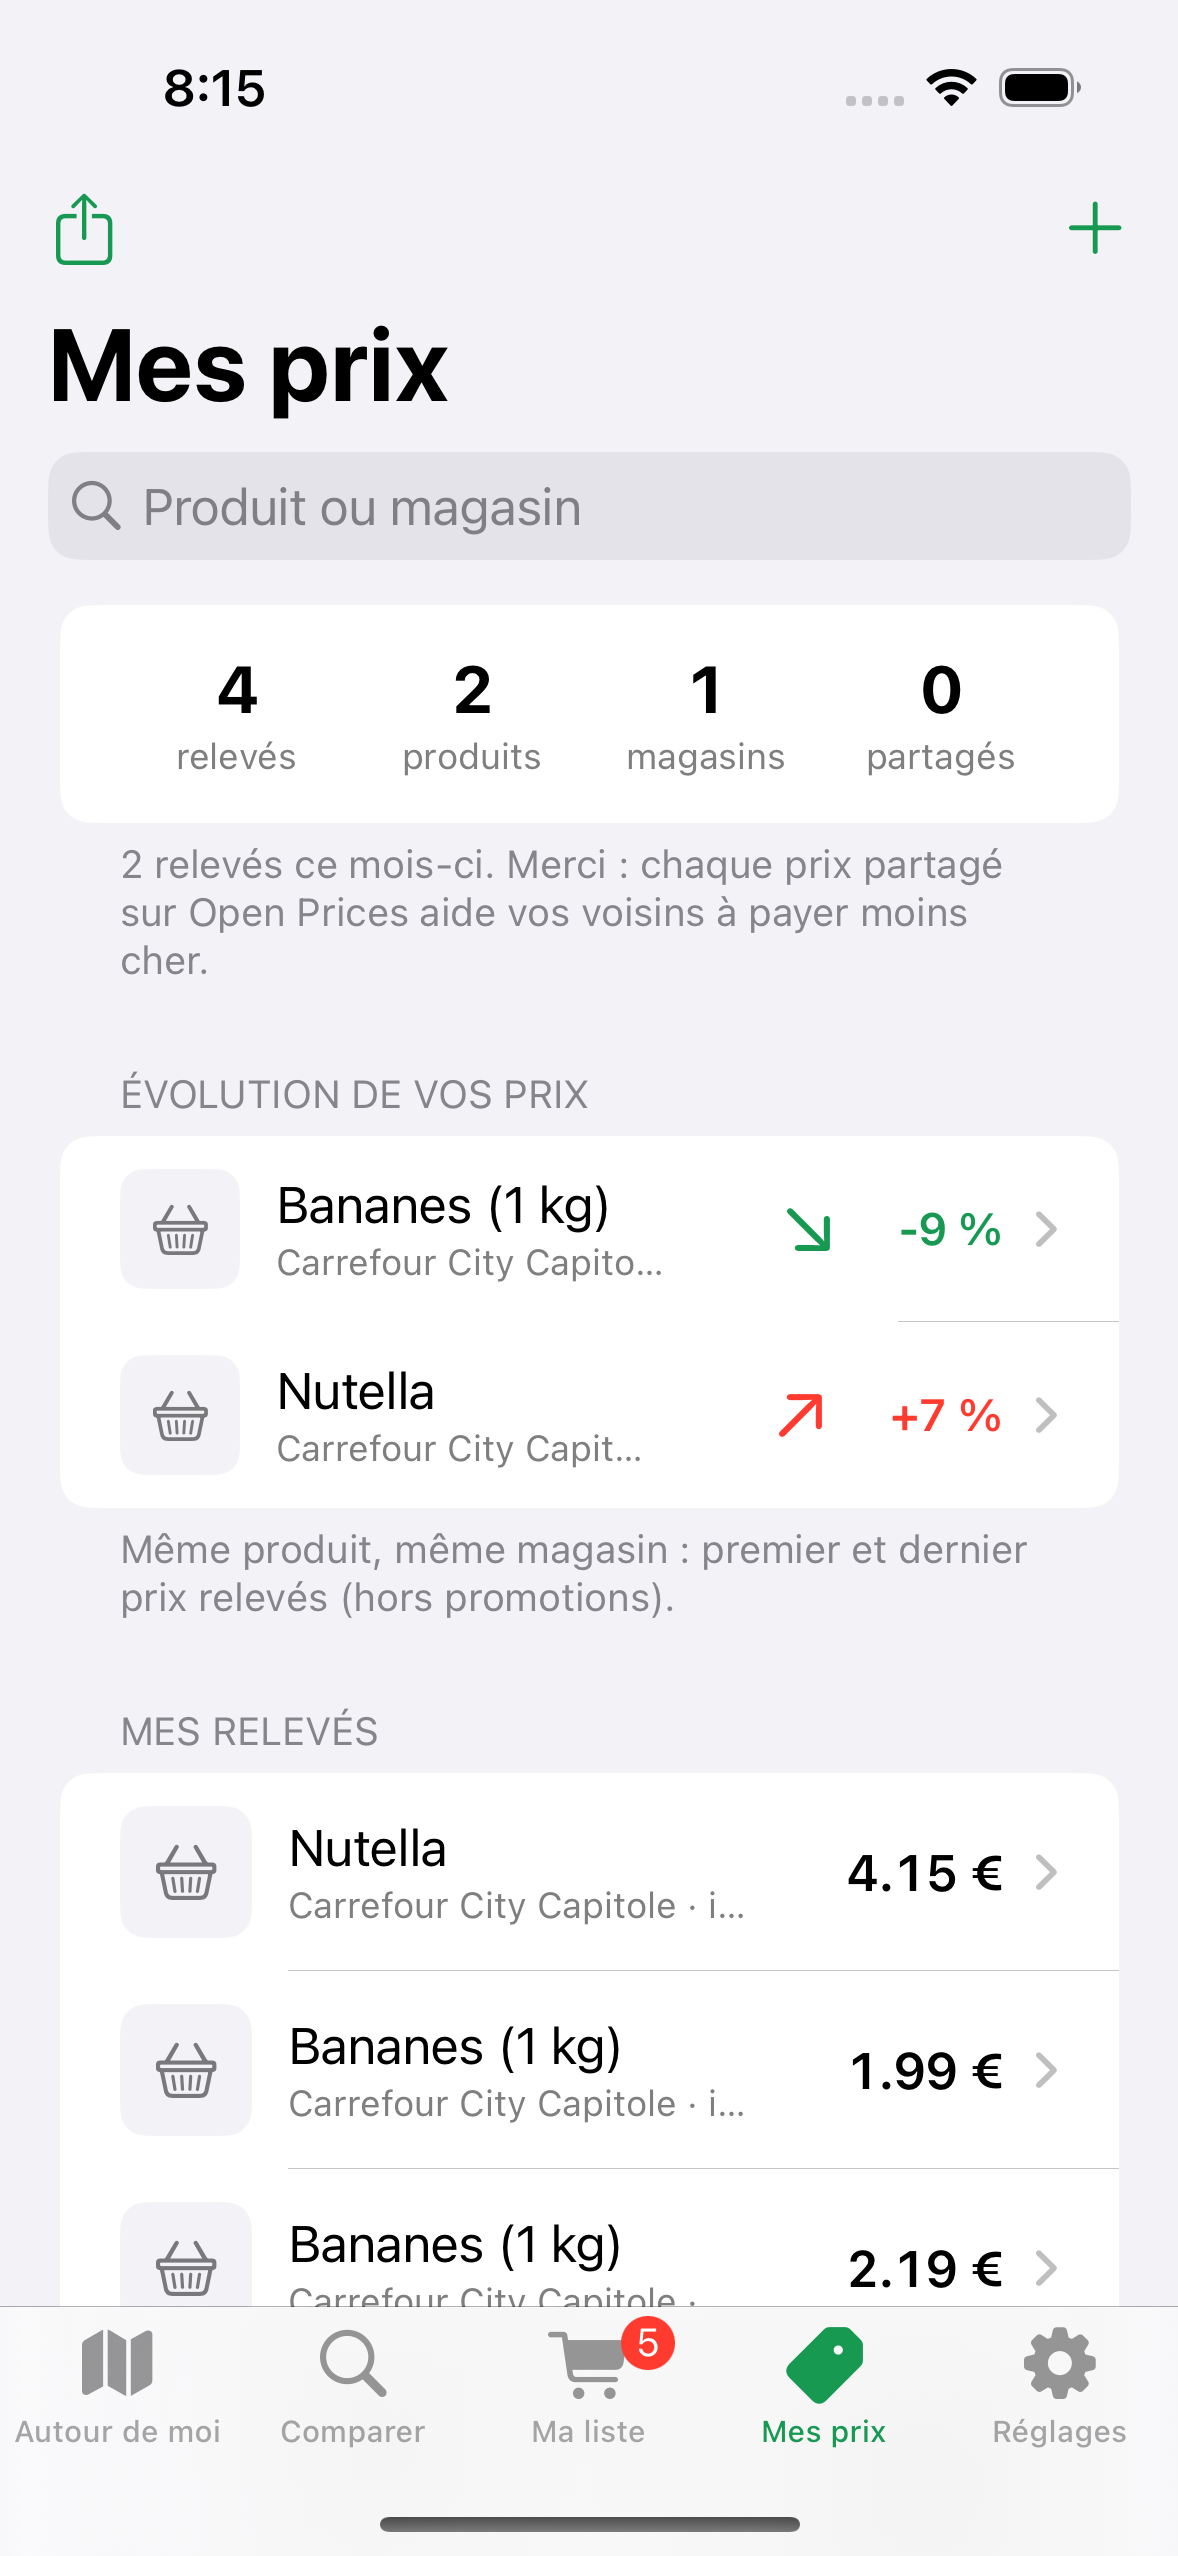 8:15
Mes prix
Produit ou magasin
4 2 1 0
relevés produits magasins partagés
2 relevés ce mois-ci. Merci : chaque prix partagé
sur Open Prices aide vos voisins à payer moins
cher.
ÉVOLUTION DE VOS PRIX
Bananes (1 kg)
Carrefour City Capito...
-9 %
Nutella
Carrefour City Capit...
+7 %
Même produit, même magasin : premier et dernier
prix relevés (hors promotions).
MES RELEVÉS
Nutella
Carrefour City Capitole · i...
4.15 €
Bananes (1 kg)
Carrefour City Capitole · i...
1.99 €
Bananes (1 kg)
Carrefour City Capitole ·
2.19 €
5
Autour de moi Comparer Ma liste Mes prix Réglages